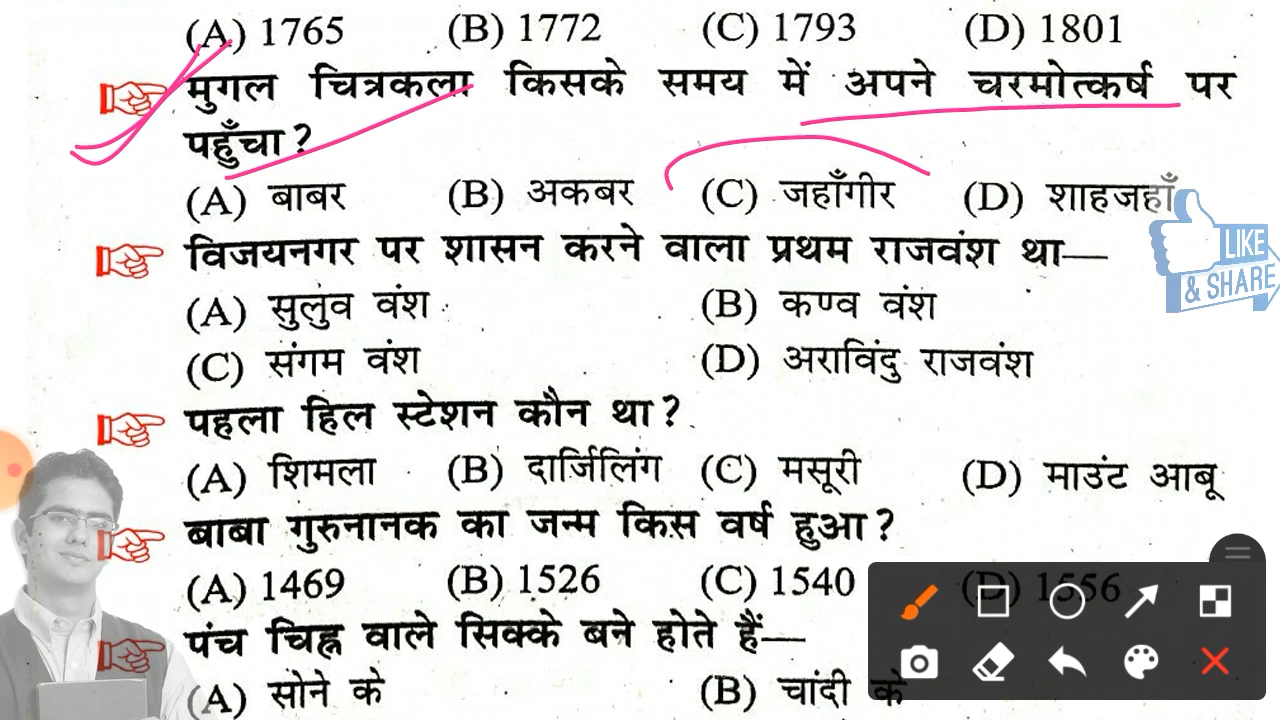 (A) 1765 (B) 1772 (C) 1793 (D) 1801
मुगल चित्रकला किसके समय में अपने चरमोत्कर्ष पर
पहुँचा?
(A) बाबर (B) अकबर (C) जहाँगीर (D) शाहजहाँ
विजयनगर पर शासन करने वाला प्रथम राजवंश था—
(A) सुलुव वंश (B) कण्व वंश
(C) संगम वंश (D) अराविंदु राजवंश
LIKE
& SHARE
पहला हिल स्टेशन कौन था?
(A) शिमला (B) दार्जिलिंग (C) मसूरी (D) माउंट आबू
बाबा गुरुनानक का जन्म किस वर्ष हुआ?
(A) 1469 (B) 1526 (C) 1540 (D) 1556
पंच चिह्न वाले सिक्के बने होते हैं—
(A) सोने के (B) चांदी के